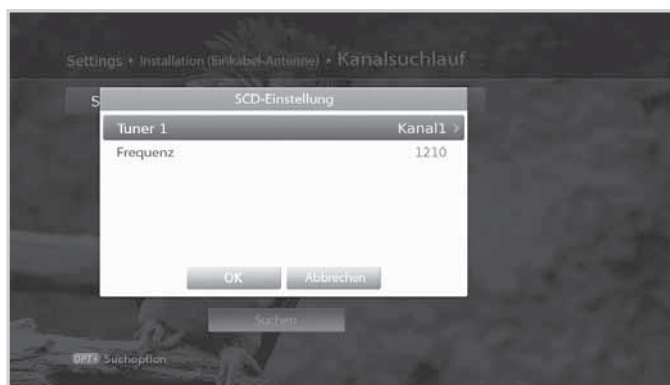 Settings • Installation (Einkabel-Antenne) • Kanalsuchlauf
S
SCD-Einstellung
Tuner 1 Kanal1 >
Frequenz 1210
OK Abbrechen
Suchen
OPT+ Suchoption